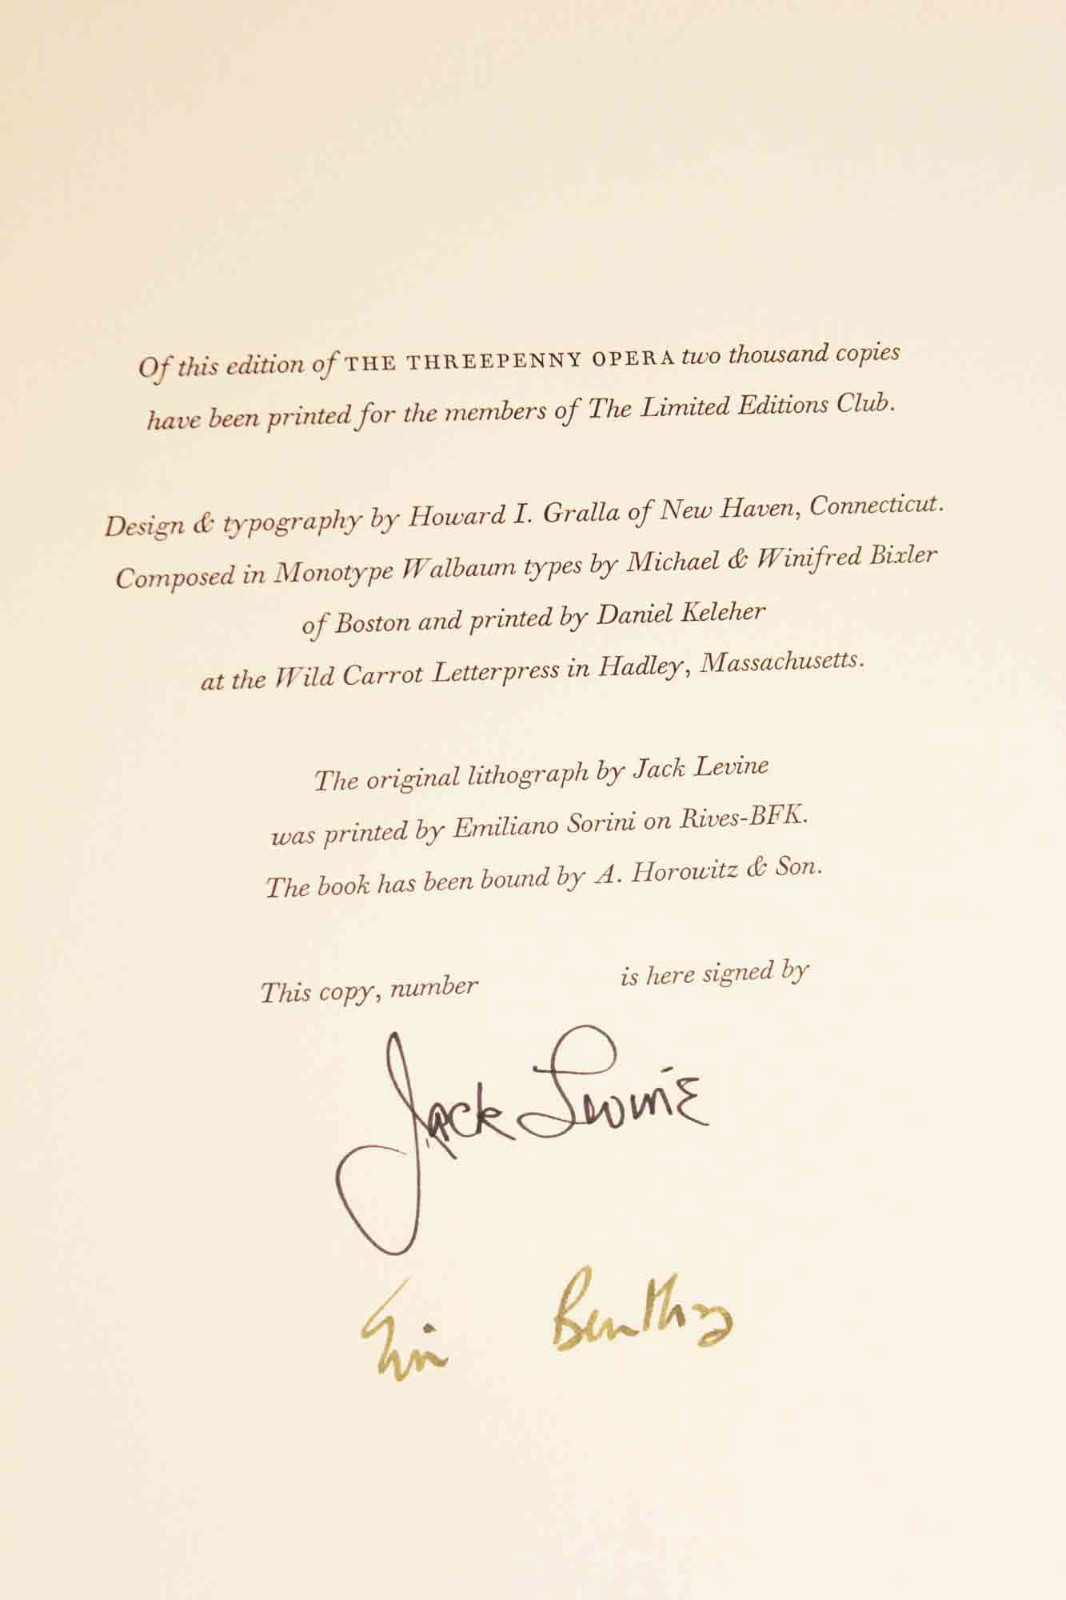 Of this edition of THE THREEPENNY OPERA two thousand copies
have been printed for the members of The Limited Editions Club.
Design & typography by Howard I. Gralla of New Haven, Connecticut.
Composed in Monotype Walbaum types by Michael & Winifred Bixler
of Boston and printed by Daniel Keleher
at the Wild Carrot Letterpress in Hadley, Massachusetts.
The original lithograph by Jack Levine
was printed by Emiliano Sorini on Rives-BFK.
The book has been bound by A. Horowitz & Son.
This copy, number is here signed by
Jack Levine
Eric Bentley